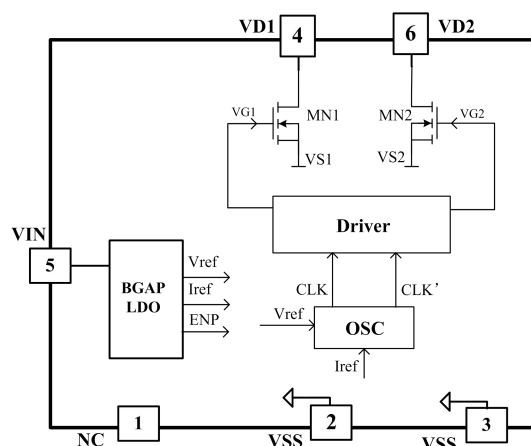 VD1 4 6 VD2
VG1 MN1 MN2 VG2
VS1 VS2
Driver
VIN
5
BGAP
LDO
Vref
Iref
ENP
CLK CLK'
Vref
OSC
Iref
1 2 3
NC VSS VSS